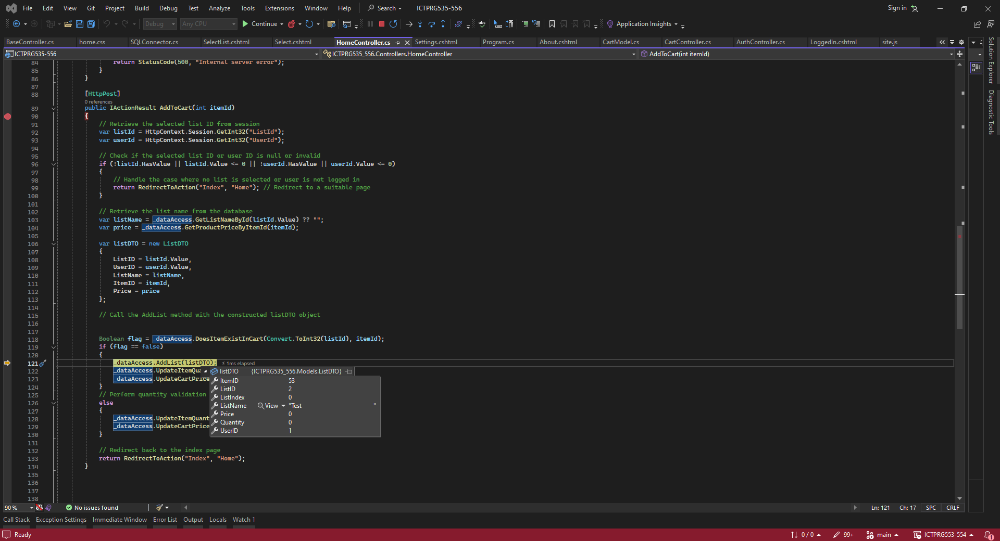 File Edit View Git Project Build Debug Test Analyze Tools Extensions Window Help Search ICTPRG535-556 Sign in
Debug Any CPU Continue Application Insights
BaseController.cs home.css SQLConnector.cs SelectList.cshtml Select.cshtml HomeController.cs Settings.cshtml Program.cs About.cshtml CartModel.cs CartController.cs AuthController.cs LoggedIn.cshtml site.js
ICTPRG535-556 ICTPRG535_556.Controllers.HomeController AddToCart(int itemId)
84 return StatusCode(500, "Internal server error");
85 }
86 }
87
88 [HttpPost]
0 references
89 public IActionResult AddToCart(int itemId)
90 {
91 // Retrieve the selected list ID from session
92 var listId = HttpContext.Session.GetInt32("ListId");
93 var userId = HttpContext.Session.GetInt32("UserId");
94
95 // Check if the selected list ID or user ID is null or invalid
96 if (!listId.HasValue || listId.Value <= 0 || !userId.HasValue || userId.Value <= 0)
97 {
98 // Handle the case where no list is selected or user is not logged in
99 return RedirectToAction("Index", "Home"); // Redirect to a suitable page
100 }
101
102 // Retrieve the list name from the database
103 var listName = _dataAccess.GetListNameById(listId.Value) ?? "";
104 var price = _dataAccess.GetProductPriceByItemId(itemId);
105
106 var listDTO = new ListDTO
107 {
108 ListID = listId.Value,
109 UserID = userId.Value,
110 ListName = listName,
111 ItemID = itemId,
112 Price = price
113 };
114
115 // Call the AddList method with the constructed listDTO object
116
117
118 Boolean flag = _dataAccess.DoesItemExistInCart(Convert.ToInt32(listId), itemId);
119 if (flag == false)
120 {
121 _dataAccess.AddList(listDTO); ≤ 1ms elapsed
122 _dataAccess.UpdateItemQua
123 _dataAccess.UpdateCartPrice
124 }
125 // Perform quantity validation
126 else
127 {
128 _dataAccess.UpdateItemQuant
129 _dataAccess.UpdateCartPrice
130 }
131
132 // Redirect back to the index page
133 return RedirectToAction("Index", "Home");
134 }
135
136
137
138
listDTO {ICTPRG535_556.Models.ListDTO}
ItemID 53
ListID 2
ListIndex 0
ListName View "Test "
Price 0
Quantity 0
UserID 1
Solution Explorer
Diagnostic Tools
90 % No issues found Ln: 121 Ch: 17 SPC CRLF
Call Stack Exception Settings Immediate Window Error List Output Locals Watch 1
Ready 0 / 0 99+ main ICTPRG553-554 1